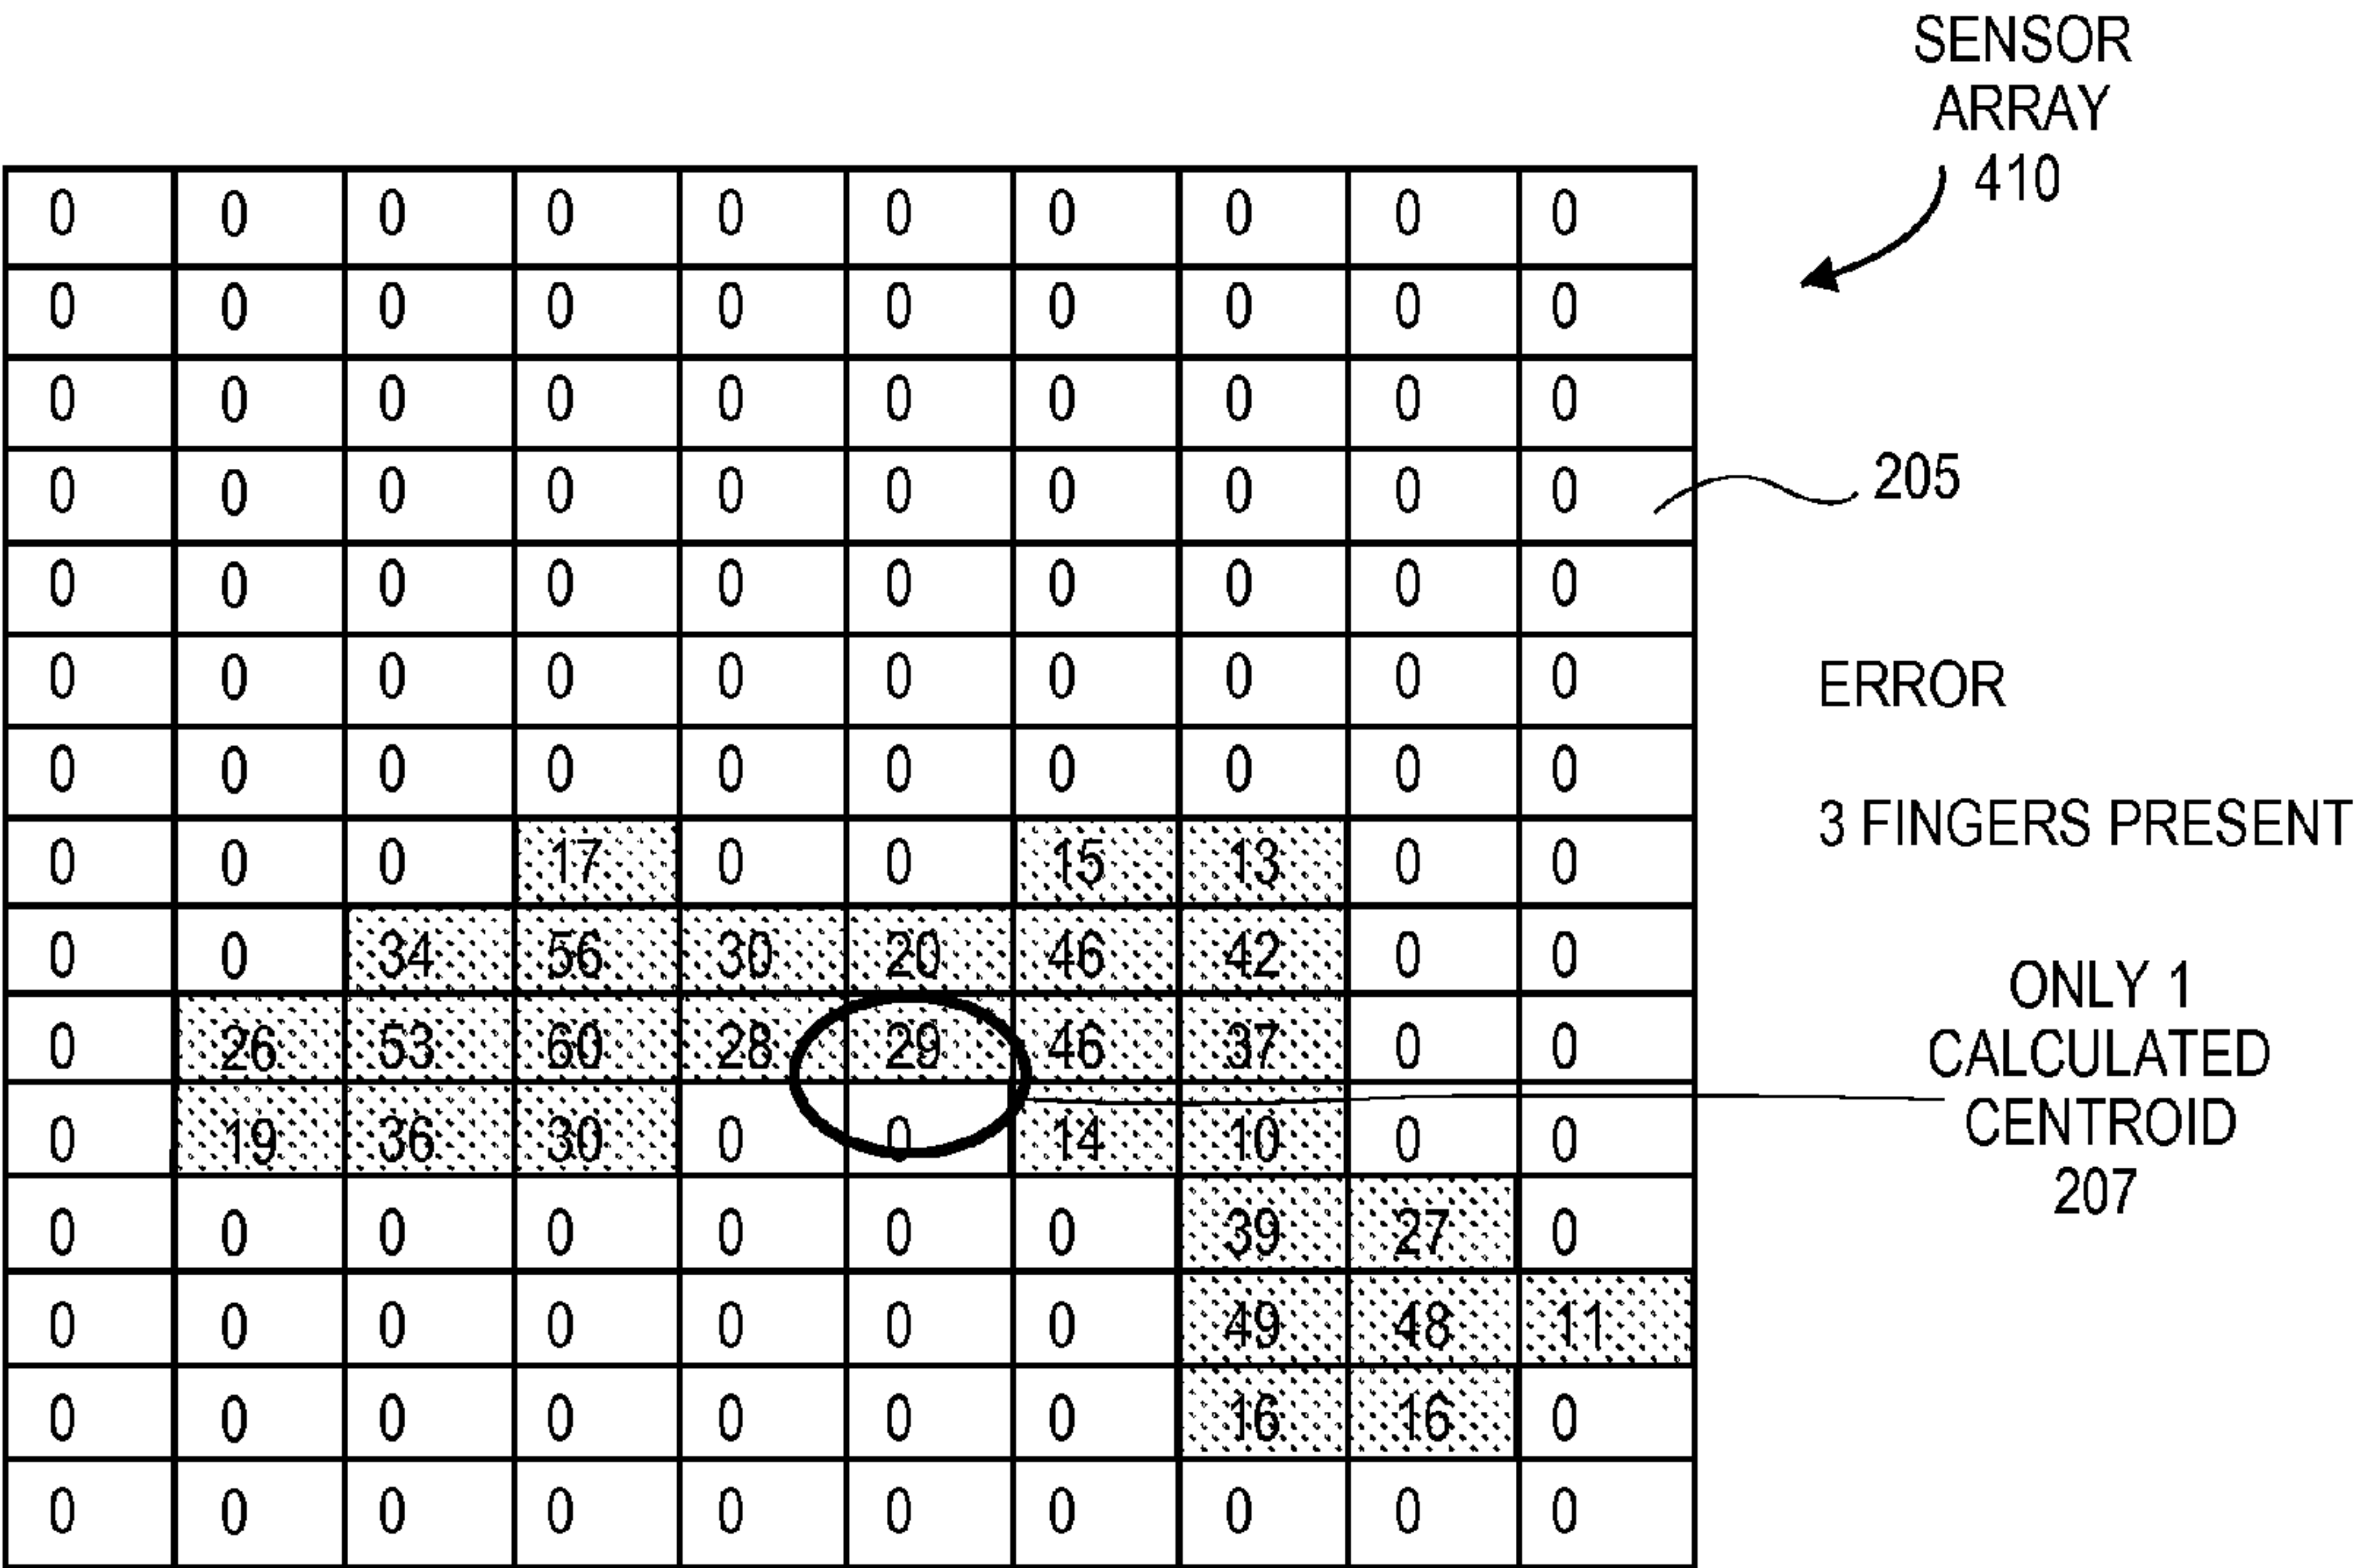 SENSOR
ARRAY
410
0 0 0 0 0 0 0 0 0 0
0 0 0 0 0 0 0 0 0 0
0 0 0 0 0 0 0 0 0 0
0 0 0 0 0 0 0 0 0 0
205
0 0 0 0 0 0 0 0 0 0
0 0 0 0 0 0 0 0 0 0
ERROR
0 0 0 0 0 0 0 0 0 0
0 0 0 17 0 0 15 13 0 0
3 FINGERS PRESENT
0 0 34 56 30 20 46 42 0 0
0 26 53 60 28 29 46 37 0 0
0 19 36 30 0 0 14 10 0 0
ONLY 1
CALCULATED
CENTROID
207
0 0 0 0 0 0 0 39 27 0
0 0 0 0 0 0 0 49 48 11
0 0 0 0 0 0 0 16 16 0
0 0 0 0 0 0 0 0 0 0